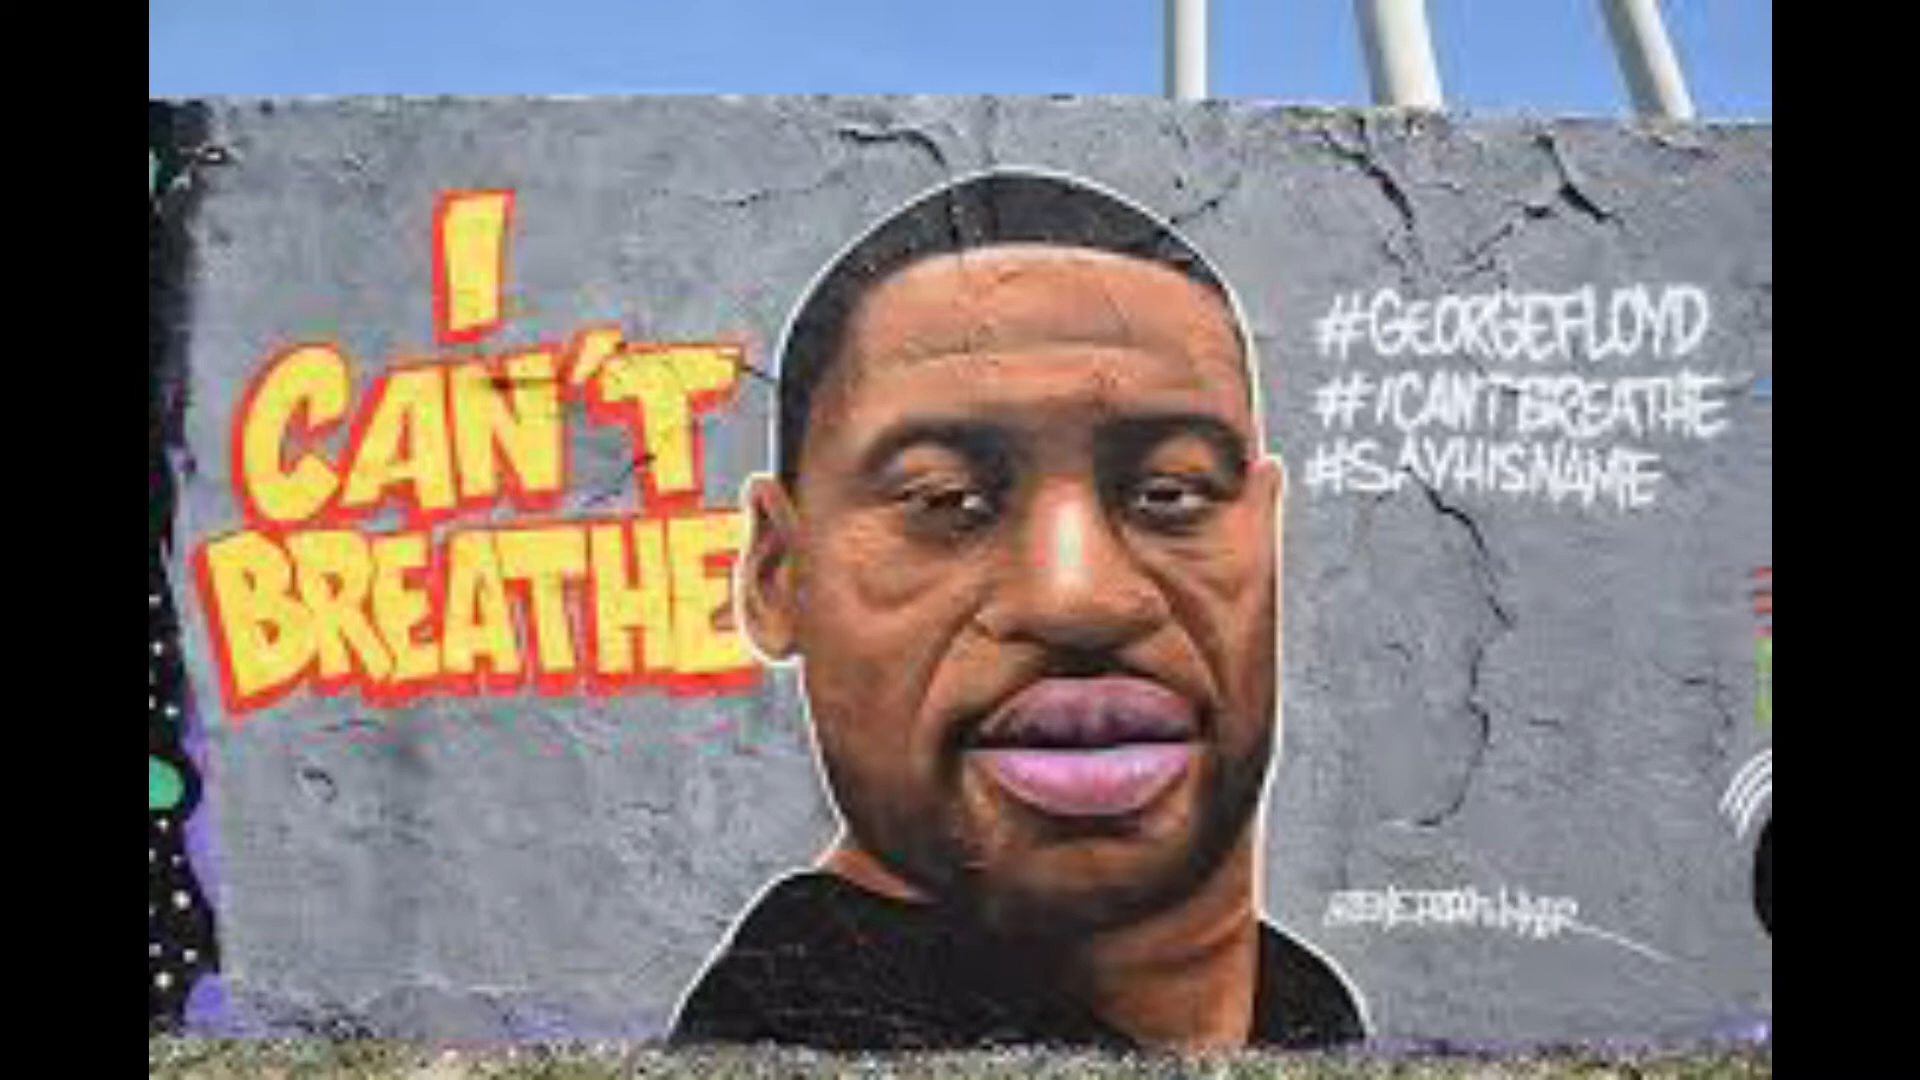 I
CAN'T
BREATHE
#GEORGEFLOYD
#ICANTBREATHE
#SAYHISNAME